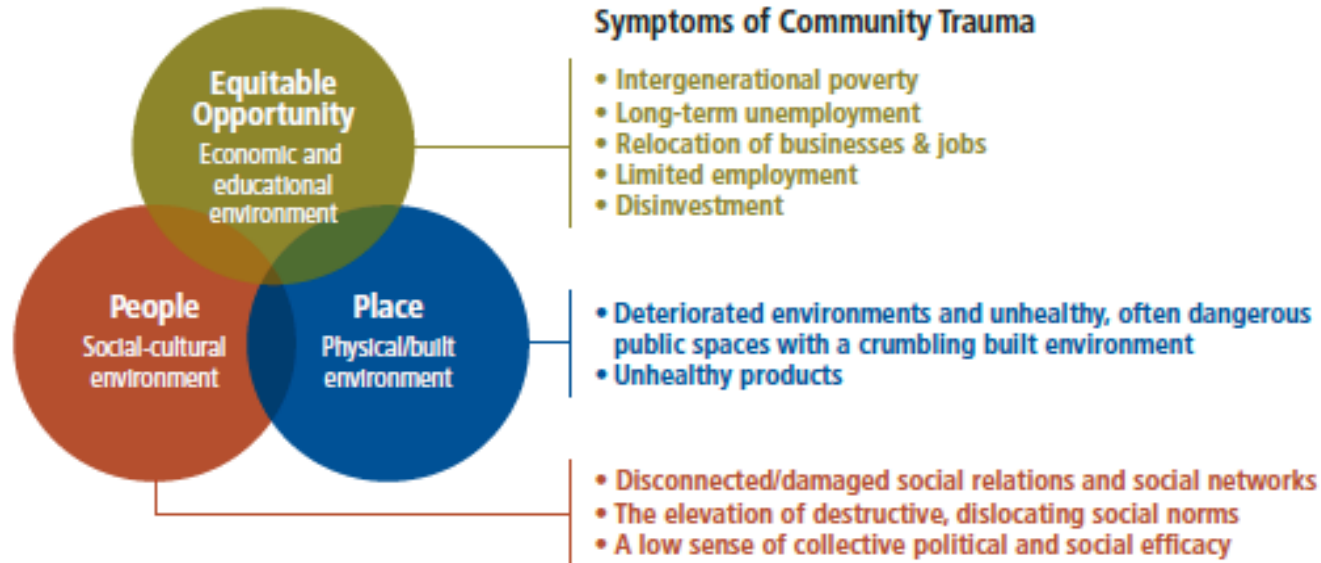 Symptoms of Community Trauma
Equitable
Opportunity
Economic and
educational
environment
• Intergenerational poverty
• Long-term unemployment
• Relocation of businesses & jobs
• Limited employment
• Disinvestment
People
Social-cultural
environment
Place
Physical/built
environment
• Deteriorated environments and unhealthy, often dangerous
public spaces with a crumbling built environment
• Unhealthy products
• Disconnected/damaged social relations and social networks
• The elevation of destructive, dislocating social norms
• A low sense of collective political and social efficacy